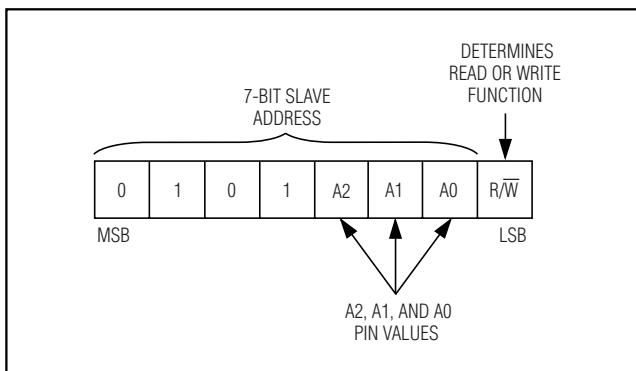 DETERMINES
READ OR WRITE
FUNCTION
7-BIT SLAVE
ADDRESS
0 1 0 1 A2 A1 A0 R/W̅
MSB LSB
A2, A1, AND A0
PIN VALUES